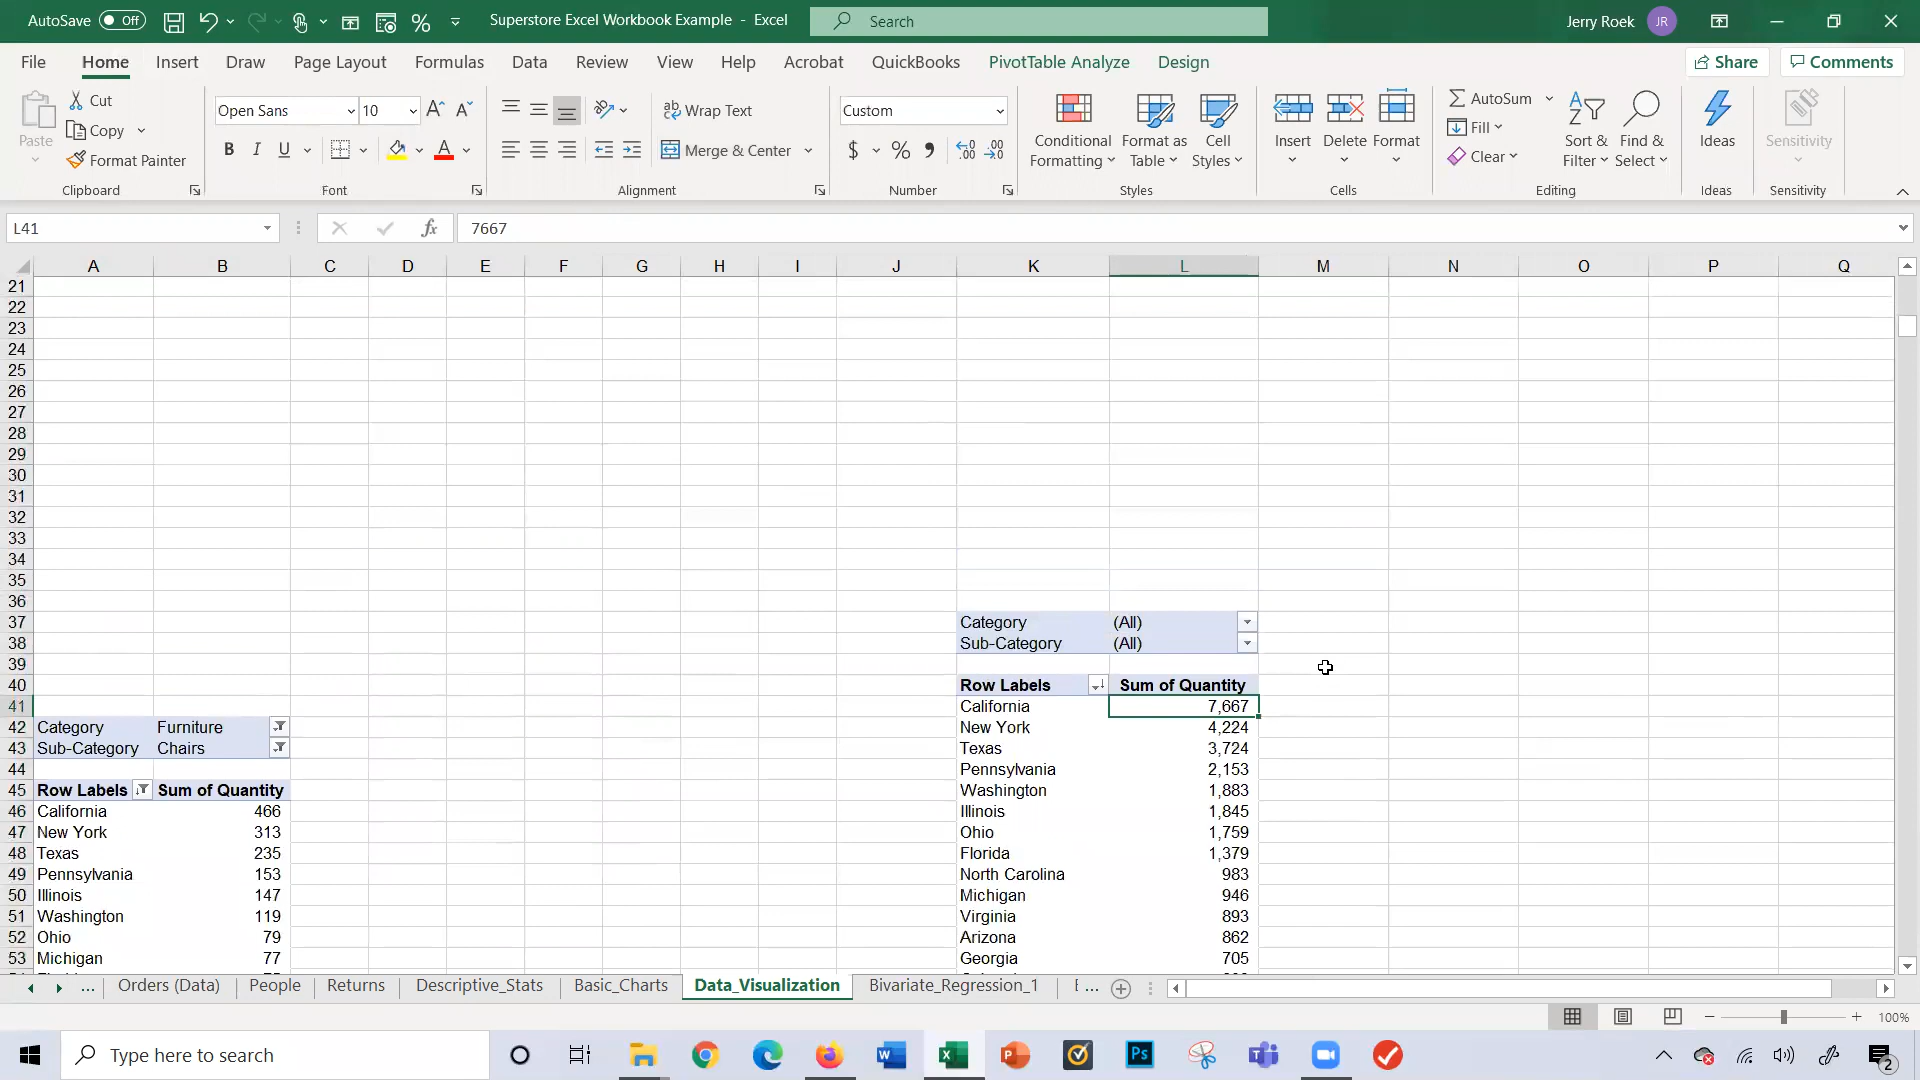 AutoSave Off Superstore Excel Workbook Example - Excel Search Jerry Roek JR
File Home Insert Draw Page Layout Formulas Data Review View Help Acrobat QuickBooks PivotTable Analyze Design Share Comments
Paste
Cut
Copy
Format Painter
Clipboard
Open Sans 10
B I U
Font
Wrap Text
Merge & Center
Alignment
Custom
$ % 9
Number
Conditional Formatting
Format as Table
Cell Styles
Styles
Insert Delete Format
Cells
AutoSum
Fill
Clear
Sort & Filter
Find & Select
Editing
Ideas
Ideas
Sensitivity
Sensitivity
L41 fx 7667
A B C D E F G H I J K L M N O P Q
21
22
23
24
25
26
27
28
29
30
31
32
33
34
35
36
37 Category (All)
38 Sub-Category (All)
39
40 Row Labels Sum of Quantity
41 California 7,667
42 Category Furniture New York 4,224
43 Sub-Category Chairs Texas 3,724
44 Pennsylvania 2,153
45 Row Labels Sum of Quantity Washington 1,883
46 California 466 Illinois 1,845
47 New York 313 Ohio 1,759
48 Texas 235 Florida 1,379
49 Pennsylvania 153 North Carolina 983
50 Illinois 147 Michigan 946
51 Washington 119 Virginia 893
52 Ohio 79 Arizona 862
53 Michigan 77 Georgia 705
... Orders (Data) People Returns Descriptive_Stats Basic_Charts Data_Visualization Bivariate_Regression_1 ...
100%
Type here to search
2